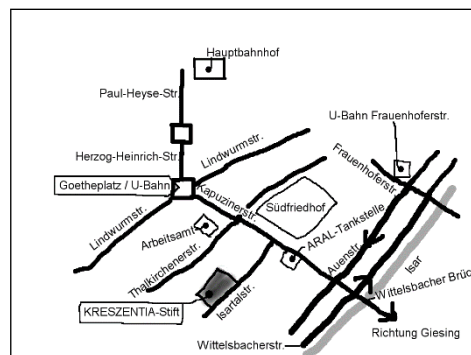 Hauptbahnhof
Paul-Heyse-Str.
U-Bahn Frauenhoferstr.
Lindwurmstr.
Herzog-Heinrich-Str.
Frauenhoferstr.
Goetheplatz / U-Bahn
Kapuzinerstr.
Südfriedhof
Lindwurmstr.
Arbeitsamt
ARAL-Tankstelle
Thalkirchenerstr.
Auenstr.
Isar
KRESZENTIA-Stift
Isartalstr.
Wittelsbacher Brüc
Richtung Giesing
Wittelsbacherstr.